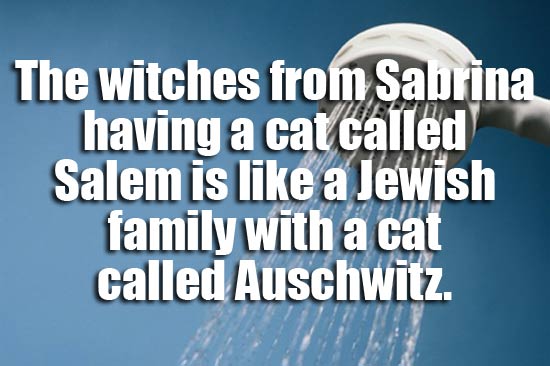 The witches from Sabrina
having a cat called
Salem is like a Jewish
family with a cat
called Auschwitz.